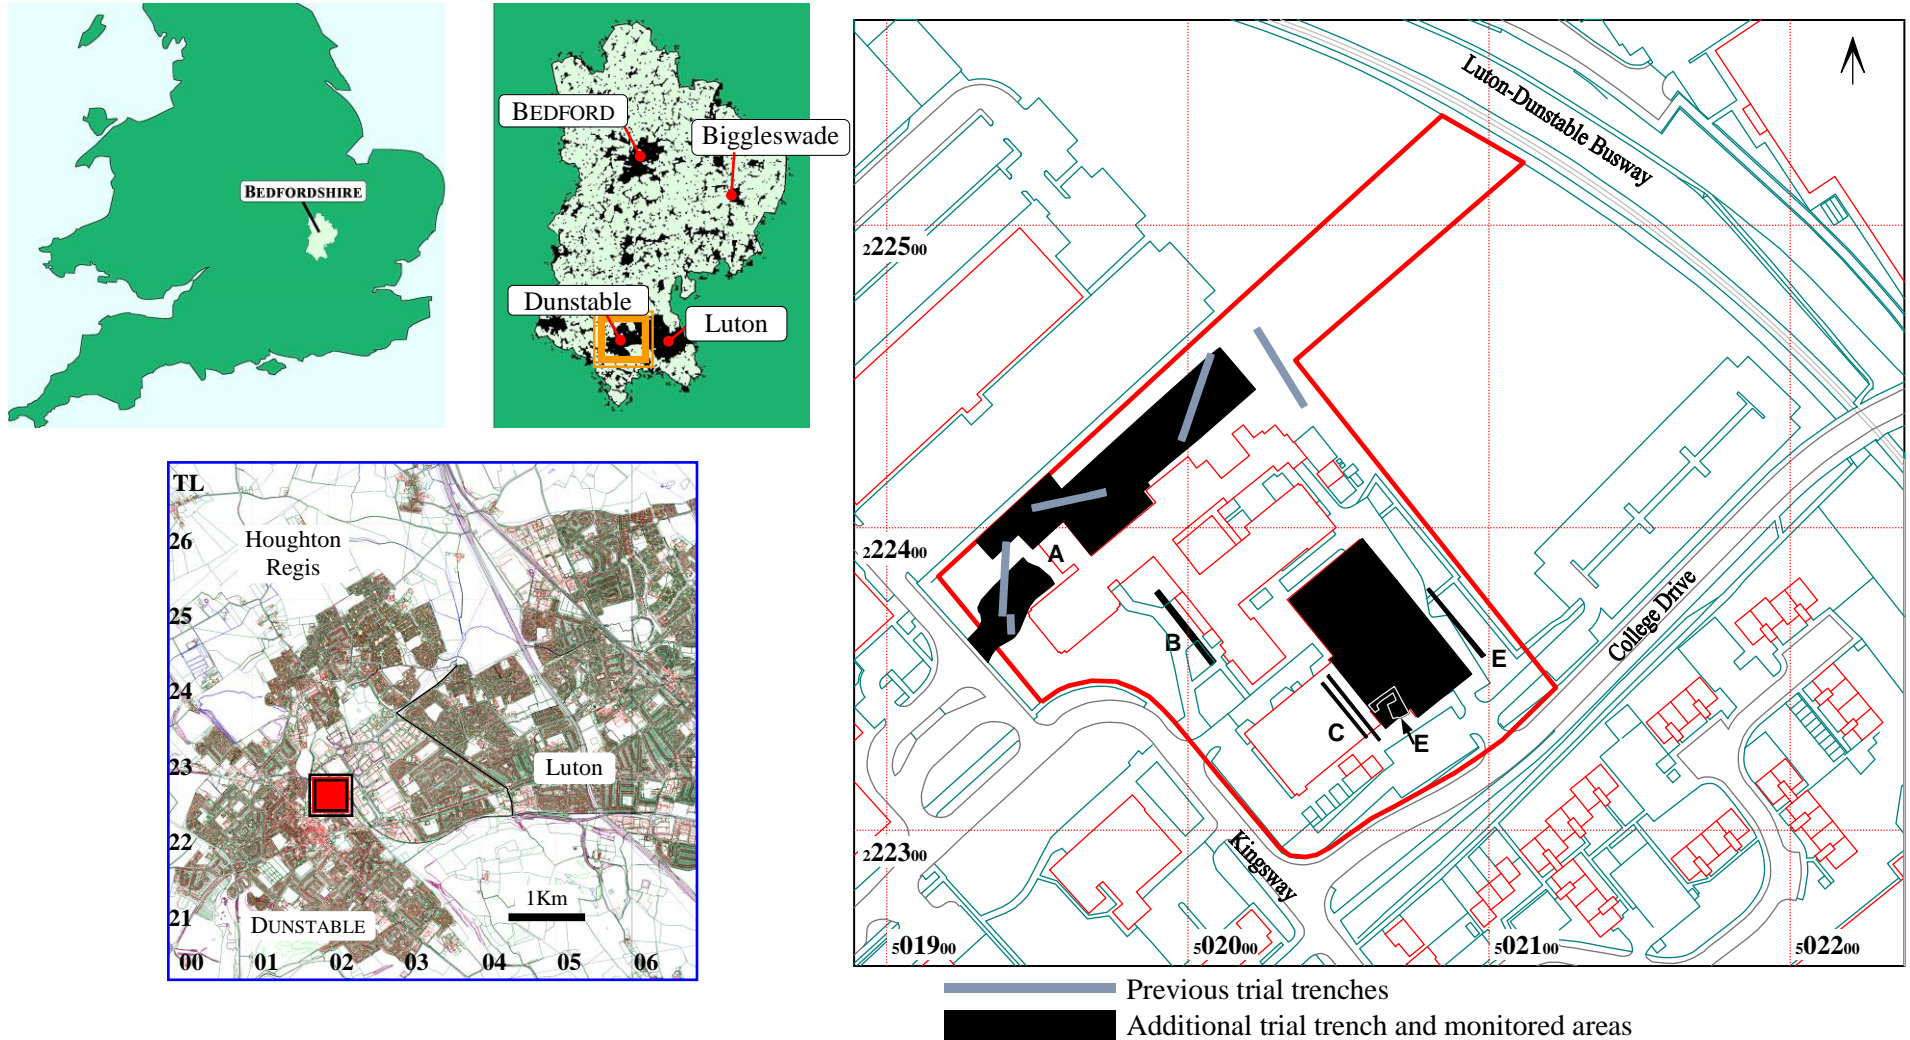 BEDFORDSHIRE
BEDFORD
Biggleswade
Dunstable
Luton
TL
26
25
24
23
22
21
Houghton
Regis
Luton
1Km
DUNSTABLE
00 01 02 03 04 05 06
Luton-Dunstable Busway
222500
222400
222300
A
B
C
E
E
College Drive
Kingsway
501900 502000 502100 502200
Previous trial trenches
Additional trial trench and monitored areas